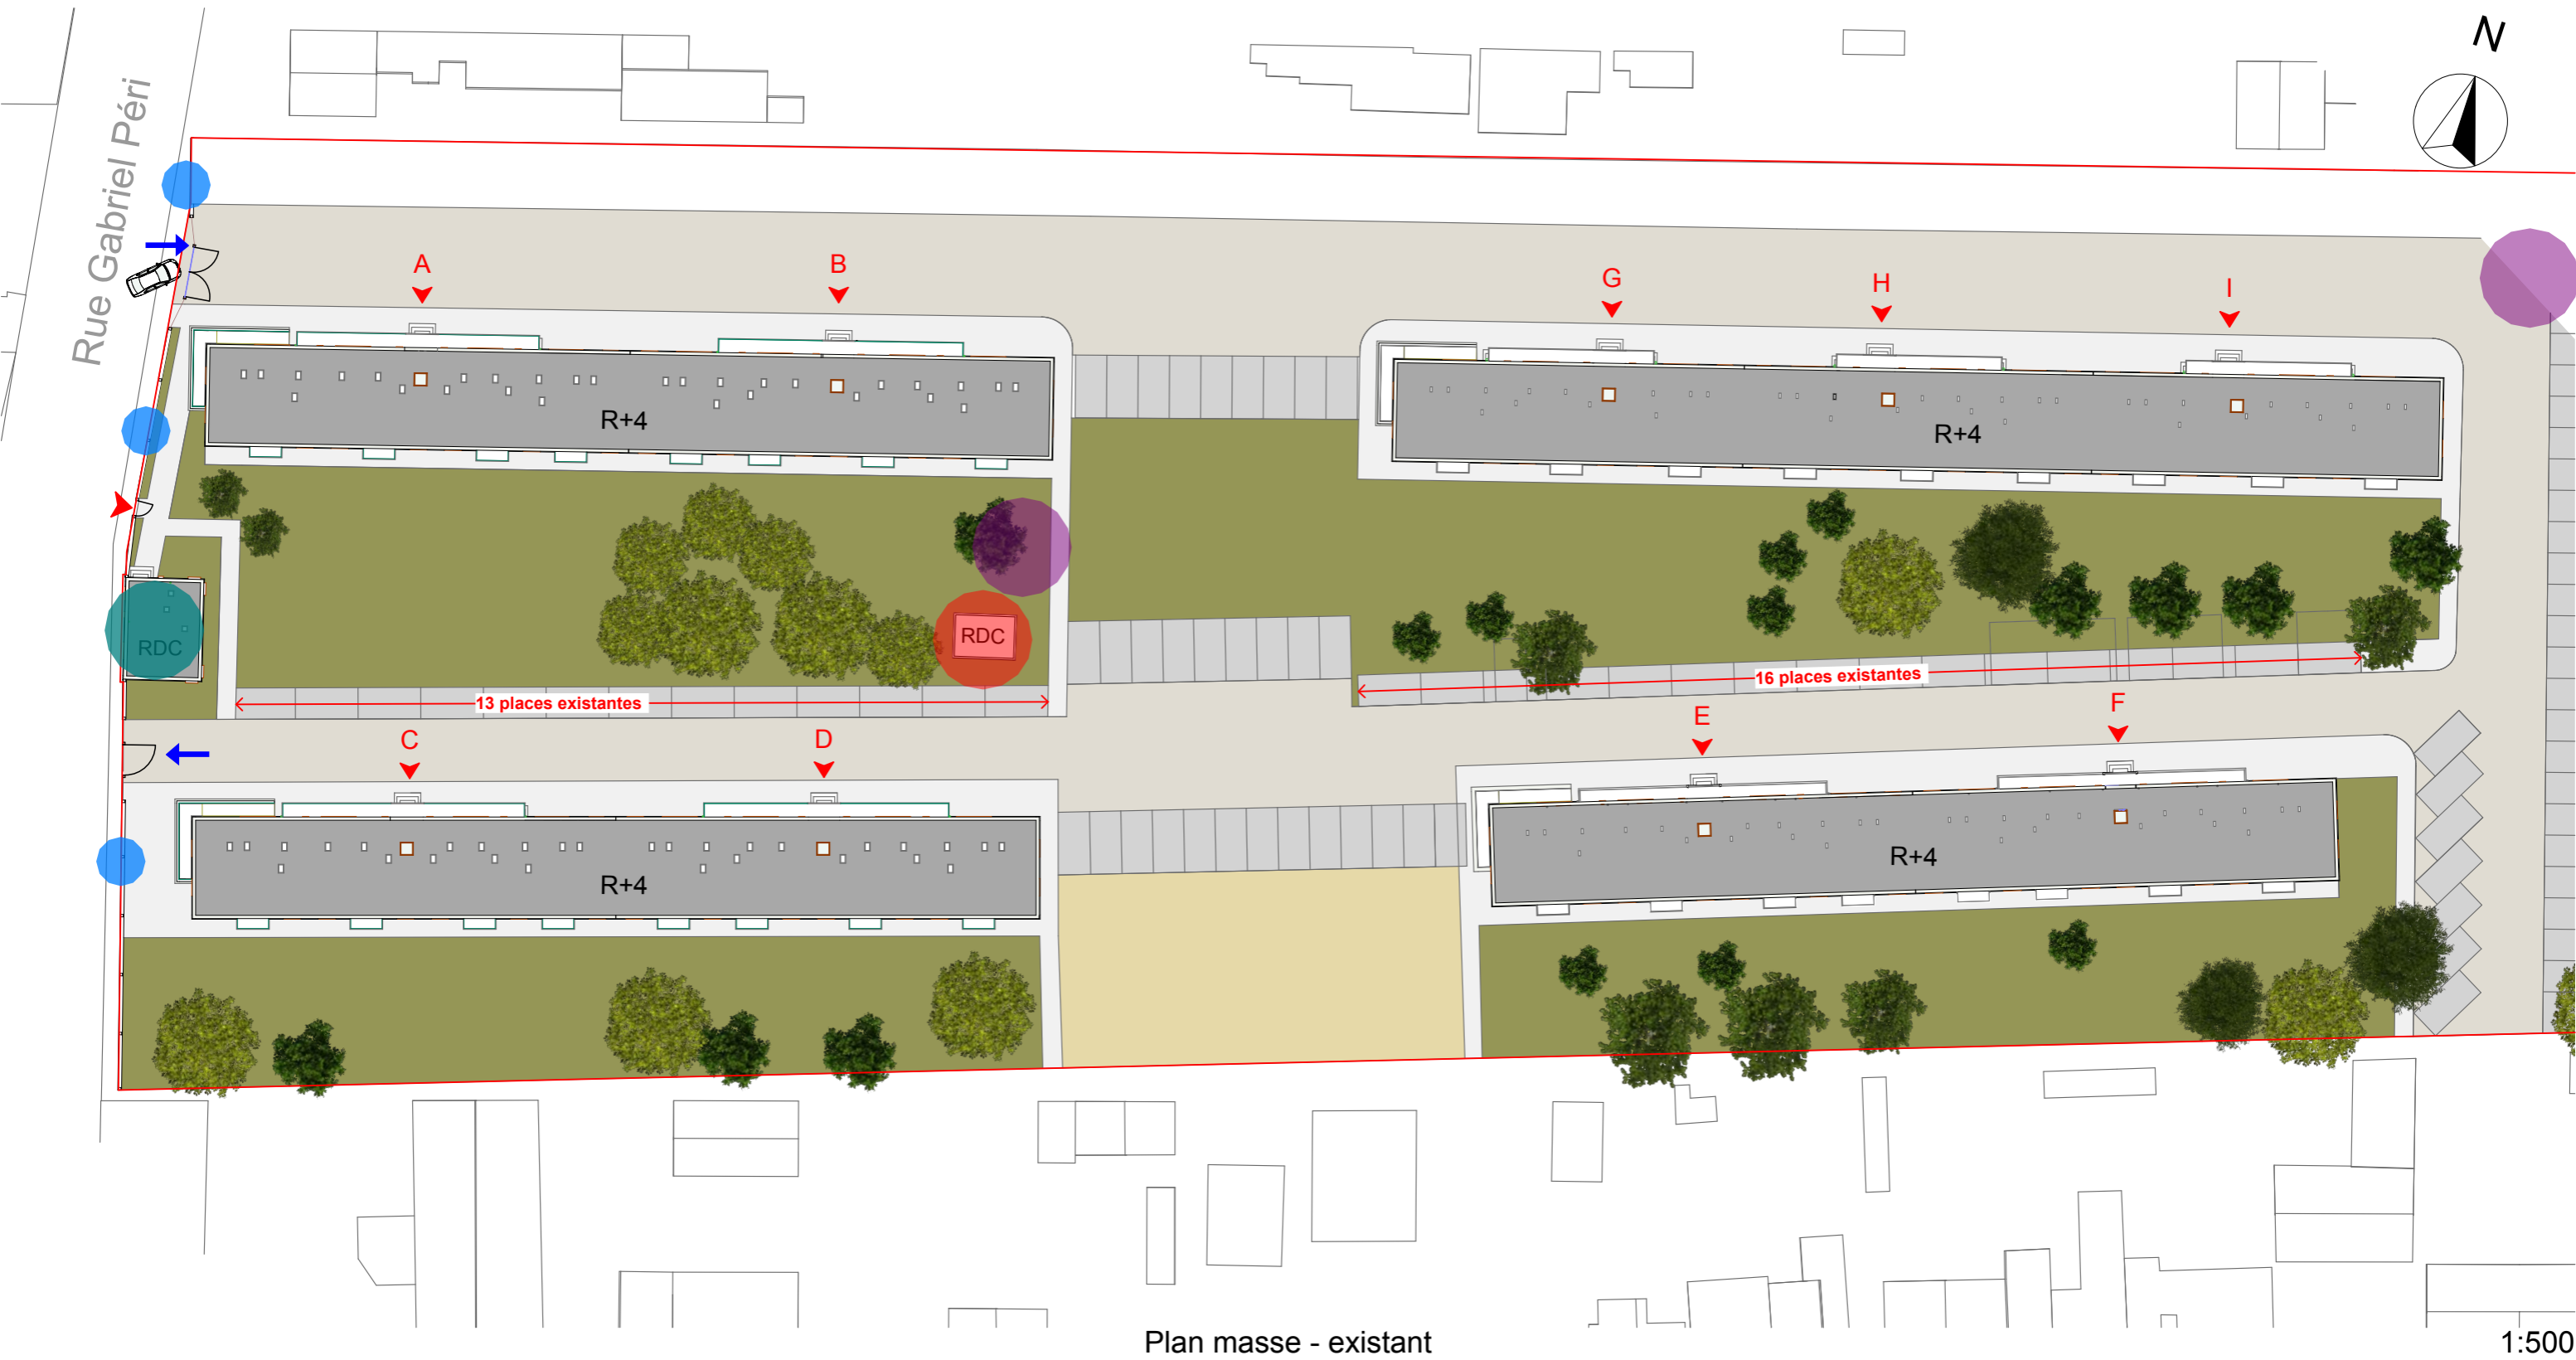 N
Rue Gabriel Péri
A
B
G
H
I
R+4
R+4
RDC
RDC
13 places existantes
16 places existantes
C
D
E
F
R+4
R+4
Plan masse - existant
1:500